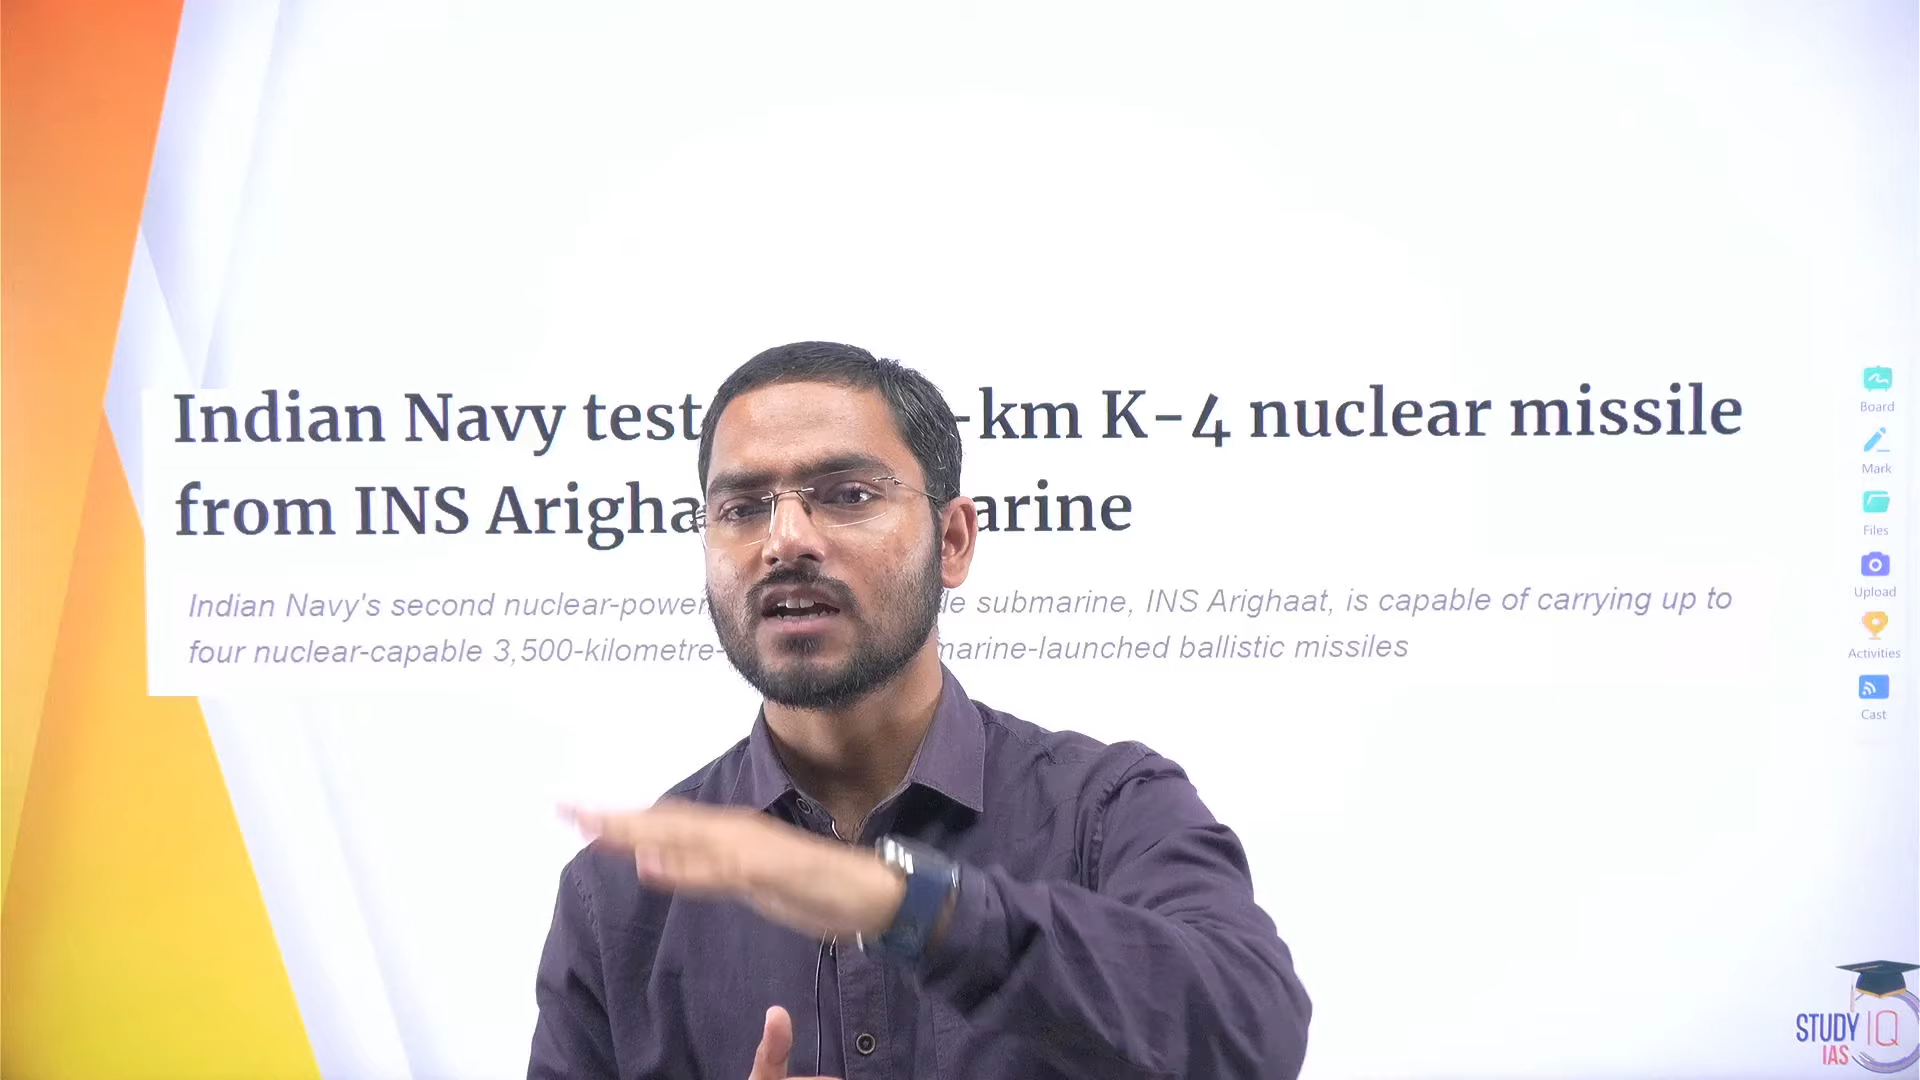 Indian Navy test -km K-4 nuclear missile
from INS Arigha arine
Indian Navy's second nuclear-power submarine, INS Arighaat, is capable of carrying up to
four nuclear-capable 3,500-kilometre- marine-launched ballistic missiles
Board
Mark
Files
Upload
Activities
Cast
STUDY IQ
IAS